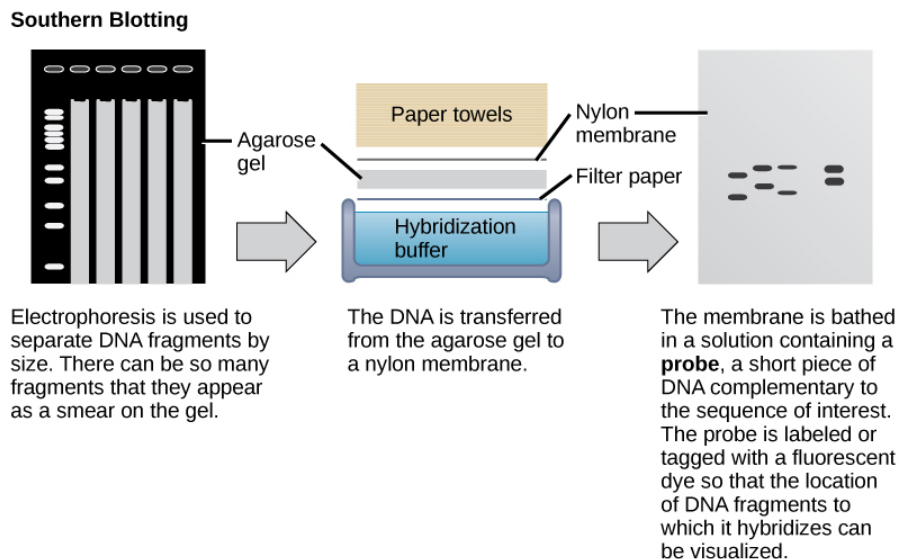 Southern Blotting
Agarose
gel
Paper towels
Nylon
membrane
Filter paper
Hybridization
buffer
Electrophoresis is used to
separate DNA fragments by
size. There can be so many
fragments that they appear
as a smear on the gel.
The DNA is transferred
from the agarose gel to
a nylon membrane.
The membrane is bathed
in a solution containing a
probe, a short piece of
DNA complementary to
the sequence of interest.
The probe is labeled or
tagged with a fluorescent
dye so that the location
of DNA fragments to
which it hybridizes can
be visualized.